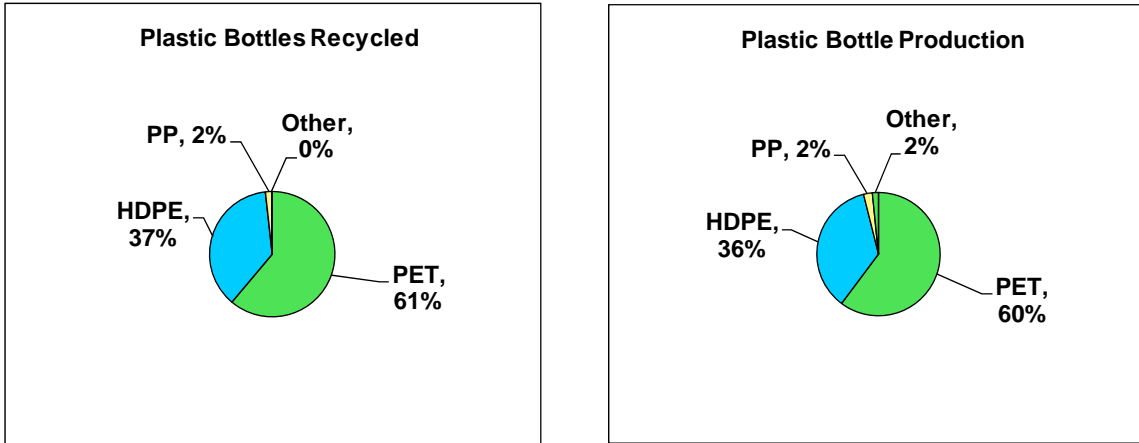 Plastic Bottles Recycled
Other,
0%
PP, 2%
HDPE,
37%
PET,
61%
Plastic Bottle Production
Other,
2%
PP, 2%
HDPE,
36%
PET,
60%